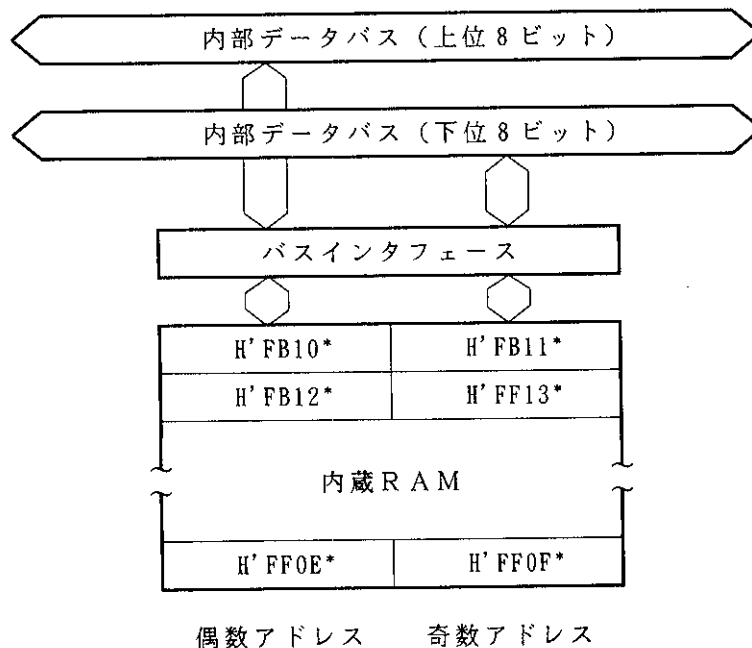 内部データバス（上位8ビット）
内部データバス（下位8ビット）
バスインタフェース
H'FB10* H'FB11*
H'FB12* H'FF13*
内蔵RAM
H'FF0E* H'FF0F*
偶数アドレス 奇数アドレス